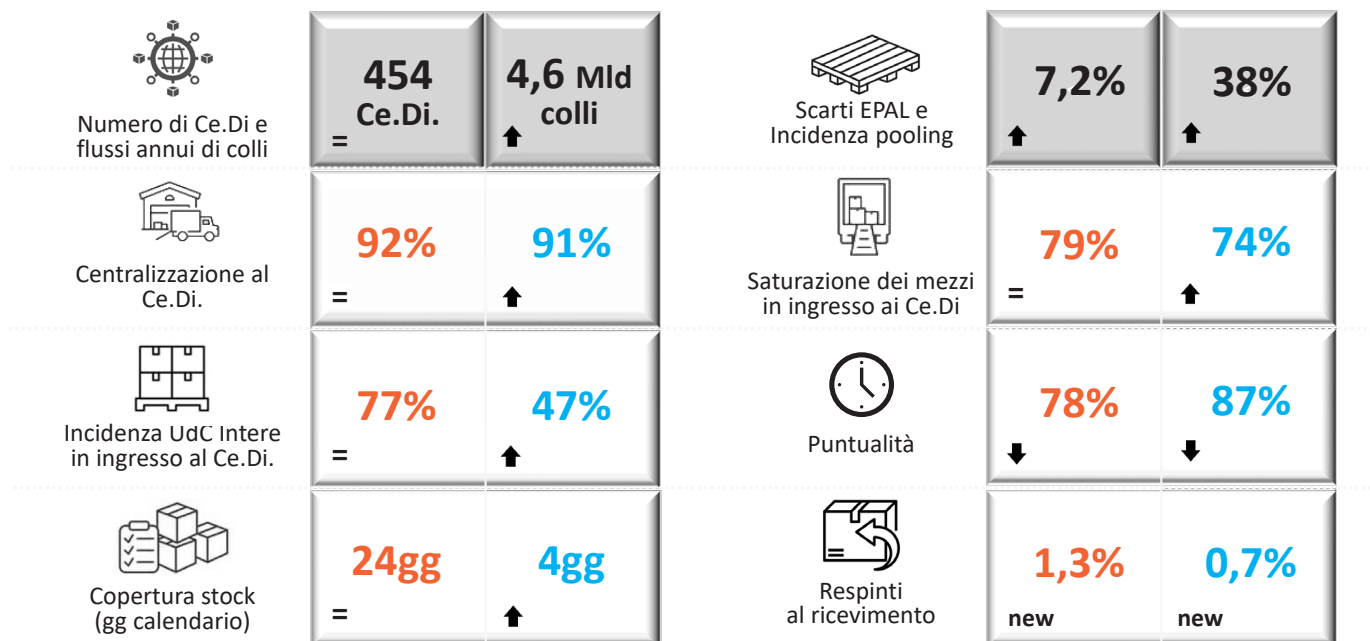 Numero di Ce.Di e
flussi annui di colli
454
Ce.Di.
=
4,6 Mld
colli
Scarti EPAL e
Incidenza pooling
7,2%
38%
Centralizzazione al
Ce.Di.
92%
=
91%
Saturazione dei mezzi
in ingresso ai Ce.Di
79%
=
74%
Incidenza UdC Intere
in ingresso al Ce.Di.
77%
=
47%
Puntualità
78%
87%
Copertura stock
(gg calendario)
24gg
=
4gg
Respinti
al ricevimento
1,3%
new
0,7%
new